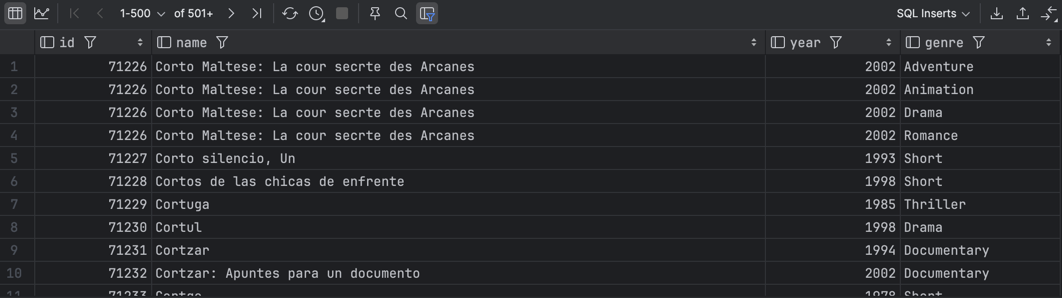 1-500 of 501+ SQL Inserts
id name year genre
1 71226 Corto Maltese: La cour secrte des Arcanes 2002 Adventure
2 71226 Corto Maltese: La cour secrte des Arcanes 2002 Animation
3 71226 Corto Maltese: La cour secrte des Arcanes 2002 Drama
4 71226 Corto Maltese: La cour secrte des Arcanes 2002 Romance
5 71227 Corto silencio, Un 1993 Short
6 71228 Cortos de las chicas de enfrente 1998 Short
7 71229 Cortuga 1985 Thriller
8 71230 Cortul 1998 Drama
9 71231 Cortzar 1994 Documentary
10 71232 Cortzar: Apuntes para un documento 2002 Documentary
11 71233 1978 Short